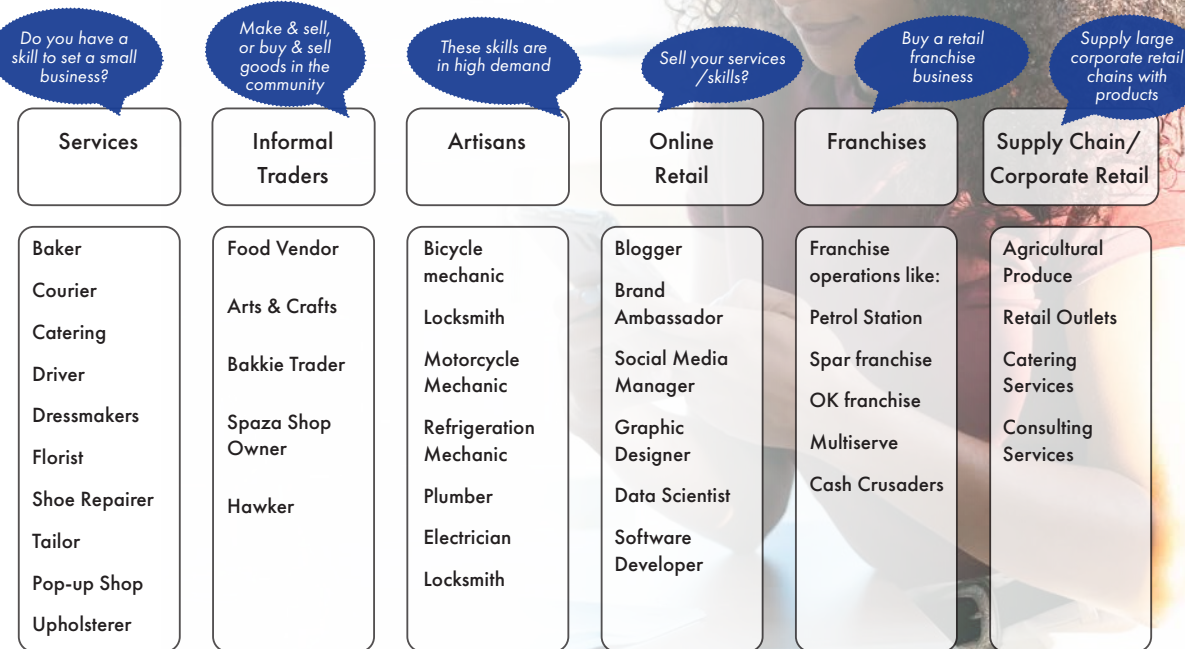 Do you have a
skill to set a small
business?
Make & sell,
or buy & sell
goods in the
community
These skills are
in high demand
Sell your services
/skills?
Buy a retail
franchise
business
Supply large
corporate retail
chains with
products
Services
Informal
Traders
Artisans
Online
Retail
Franchises
Supply Chain/
Corporate Retail
Baker
Courier
Catering
Driver
Dressmakers
Florist
Shoe Repairer
Tailor
Pop-up Shop
Upholsterer
Food Vendor
Arts & Crafts
Bakkie Trader
Spaza Shop
Owner
Hawker
Bicycle
mechanic
Locksmith
Motorcycle
Mechanic
Refrigeration
Mechanic
Plumber
Electrician
Locksmith
Blogger
Brand
Ambassador
Social Media
Manager
Graphic
Designer
Data Scientist
Software
Developer
Franchise
operations like:
Petrol Station
Spar franchise
OK franchise
Multiserve
Cash Crusaders
Agricultural
Produce
Retail Outlets
Catering
Services
Consulting
Services